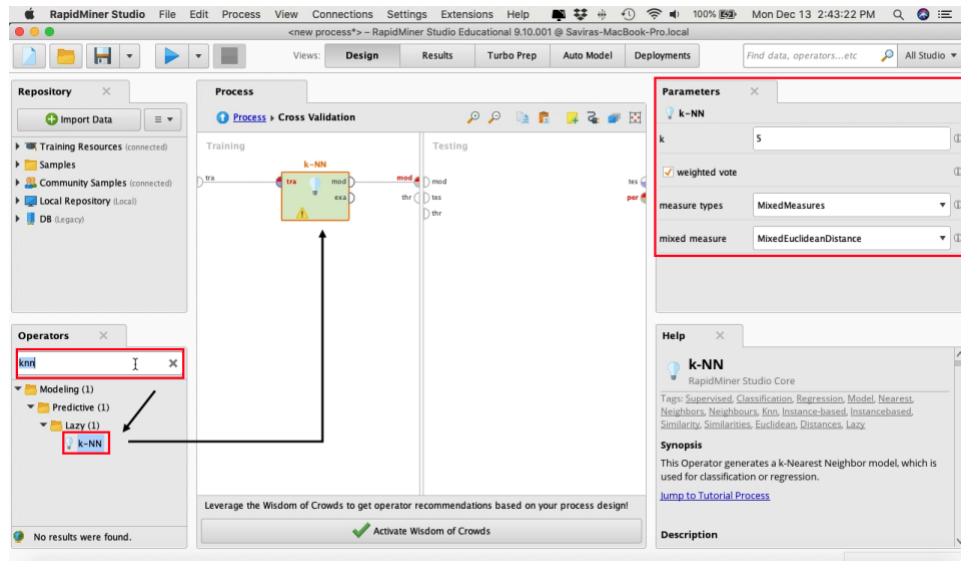 RapidMiner Studio File Edit Process View Connections Settings Extensions Help 100% Mon Dec 13 2:43:22 PM
<new process*> – RapidMiner Studio Educational 9.10.001 @ Saviras-MacBook-Pro.local
Views: Design Results Turbo Prep Auto Model Deployments Find data, operators...etc All Studio
Repository
Import Data
Training Resources (connected)
Samples
Community Samples (connected)
Local Repository (Local)
DB (Legacy)
Operators
knn
Modeling (1)
Predictive (1)
Lazy (1)
k-NN
No results were found.
Process
Process Cross Validation
Training Testing
k-NN
tra tra mod mod mod tes
exa thr tes per
thr
Leverage the Wisdom of Crowds to get operator recommendations based on your process design!
Activate Wisdom of Crowds
Parameters
k-NN
k 5
weighted vote
measure types MixedMeasures
mixed measure MixedEuclideanDistance
Help
k-NN
RapidMiner Studio Core
Tags: Supervised, Classification, Regression, Model, Nearest,
Neighbors, Neighbours, Knn, Instance-based, Instancebased,
Similarity, Similarities, Euclidean, Distances, Lazy
Synopsis
This Operator generates a k-Nearest Neighbor model, which is
used for classification or regression.
Jump to Tutorial Process
Description